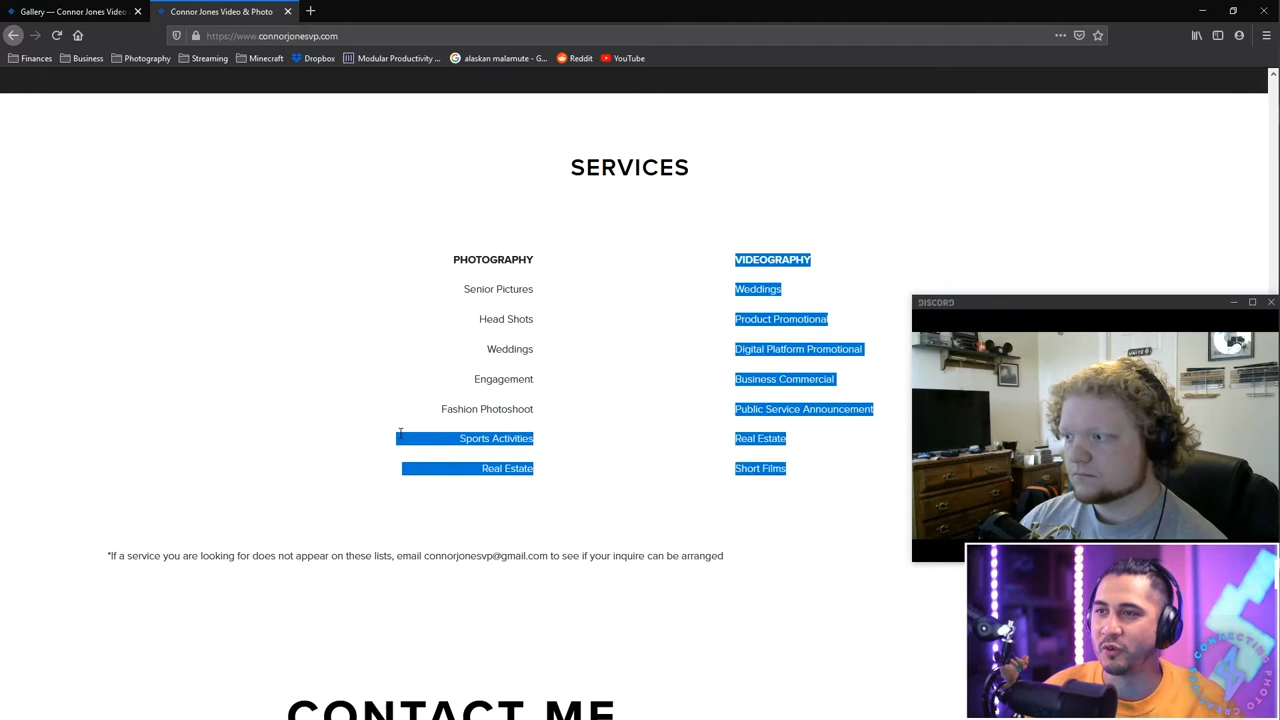 Gallery — Connor Jones Video
Connor Jones Video & Photo
https://www.connorjonesvp.com
Finances
Business
Photography
Streaming
Minecraft
Dropbox
Modular Productivity ...
alaskan malamute - G...
Reddit
YouTube
SERVICES
PHOTOGRAPHY
Senior Pictures
Head Shots
Weddings
Engagement
Fashion Photoshoot
Sports Activities
Real Estate
VIDEOGRAPHY
Weddings
Product Promotional
Digital Platform Promotional
Business Commercial
Public Service Announcement
Real Estate
Short Films
*If a service you are looking for does not appear on these lists, email connorjonesvp@gmail.com to see if your inquire can be arranged
CONTACT ME
DISCORD
CONNECTING PHOTO CREATIVES